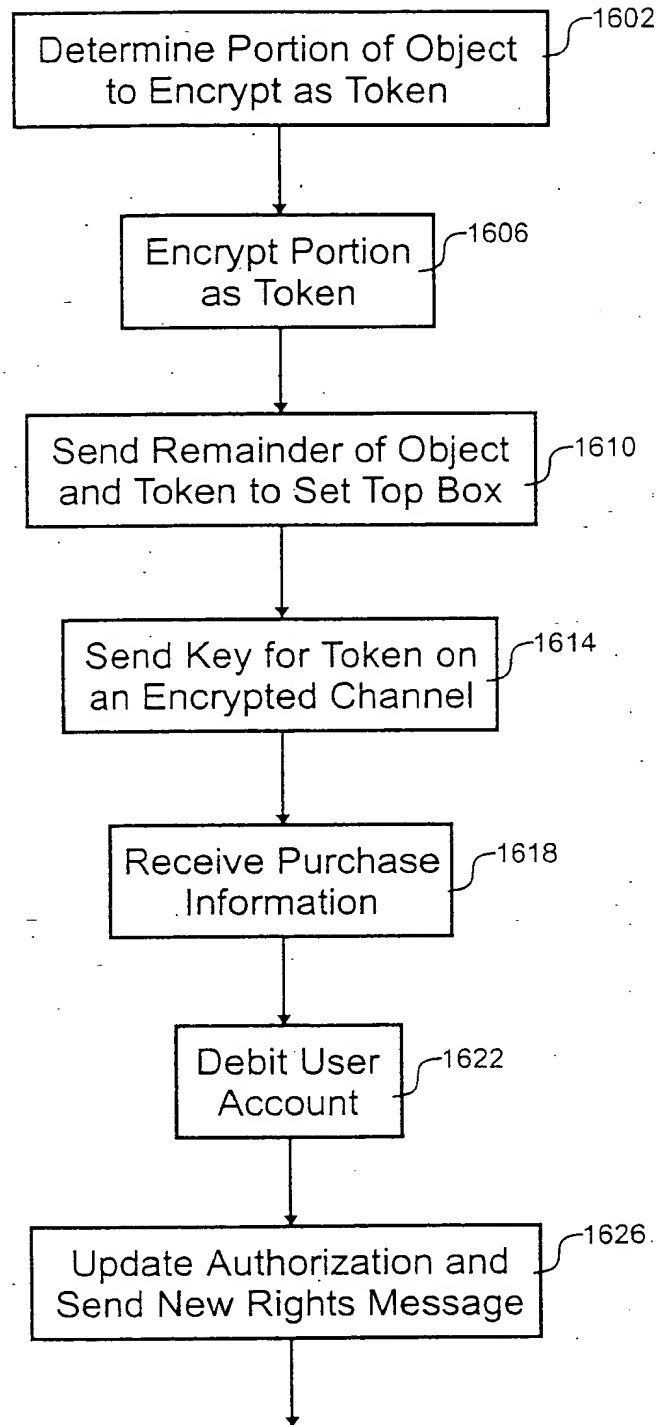 Determine Portion of Object
to Encrypt as Token
1602
Encrypt Portion
as Token
1606
Send Remainder of Object
and Token to Set Top Box
1610
Send Key for Token on
an Encrypted Channel
1614
Receive Purchase
Information
1618
Debit User
Account
1622
Update Authorization and
Send New Rights Message
1626